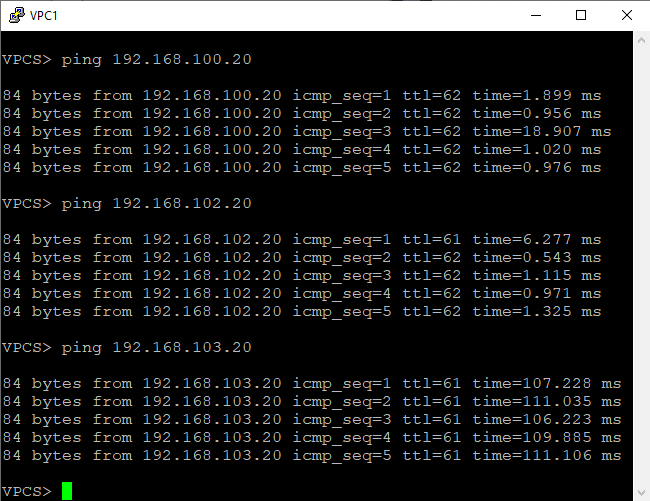 VPC1
VPCS> ping 192.168.100.20
84 bytes from 192.168.100.20 icmp_seq=1 ttl=62 time=1.899 ms
84 bytes from 192.168.100.20 icmp_seq=2 ttl=62 time=0.956 ms
84 bytes from 192.168.100.20 icmp_seq=3 ttl=62 time=18.907 ms
84 bytes from 192.168.100.20 icmp_seq=4 ttl=62 time=1.020 ms
84 bytes from 192.168.100.20 icmp_seq=5 ttl=62 time=0.976 ms
VPCS> ping 192.168.102.20
84 bytes from 192.168.102.20 icmp_seq=1 ttl=61 time=6.277 ms
84 bytes from 192.168.102.20 icmp_seq=2 ttl=62 time=0.543 ms
84 bytes from 192.168.102.20 icmp_seq=3 ttl=62 time=1.115 ms
84 bytes from 192.168.102.20 icmp_seq=4 ttl=62 time=0.971 ms
84 bytes from 192.168.102.20 icmp_seq=5 ttl=62 time=1.325 ms
VPCS> ping 192.168.103.20
84 bytes from 192.168.103.20 icmp_seq=1 ttl=61 time=107.228 ms
84 bytes from 192.168.103.20 icmp_seq=2 ttl=61 time=111.035 ms
84 bytes from 192.168.103.20 icmp_seq=3 ttl=61 time=106.223 ms
84 bytes from 192.168.103.20 icmp_seq=4 ttl=61 time=109.885 ms
84 bytes from 192.168.103.20 icmp_seq=5 ttl=61 time=111.106 ms
VPCS>